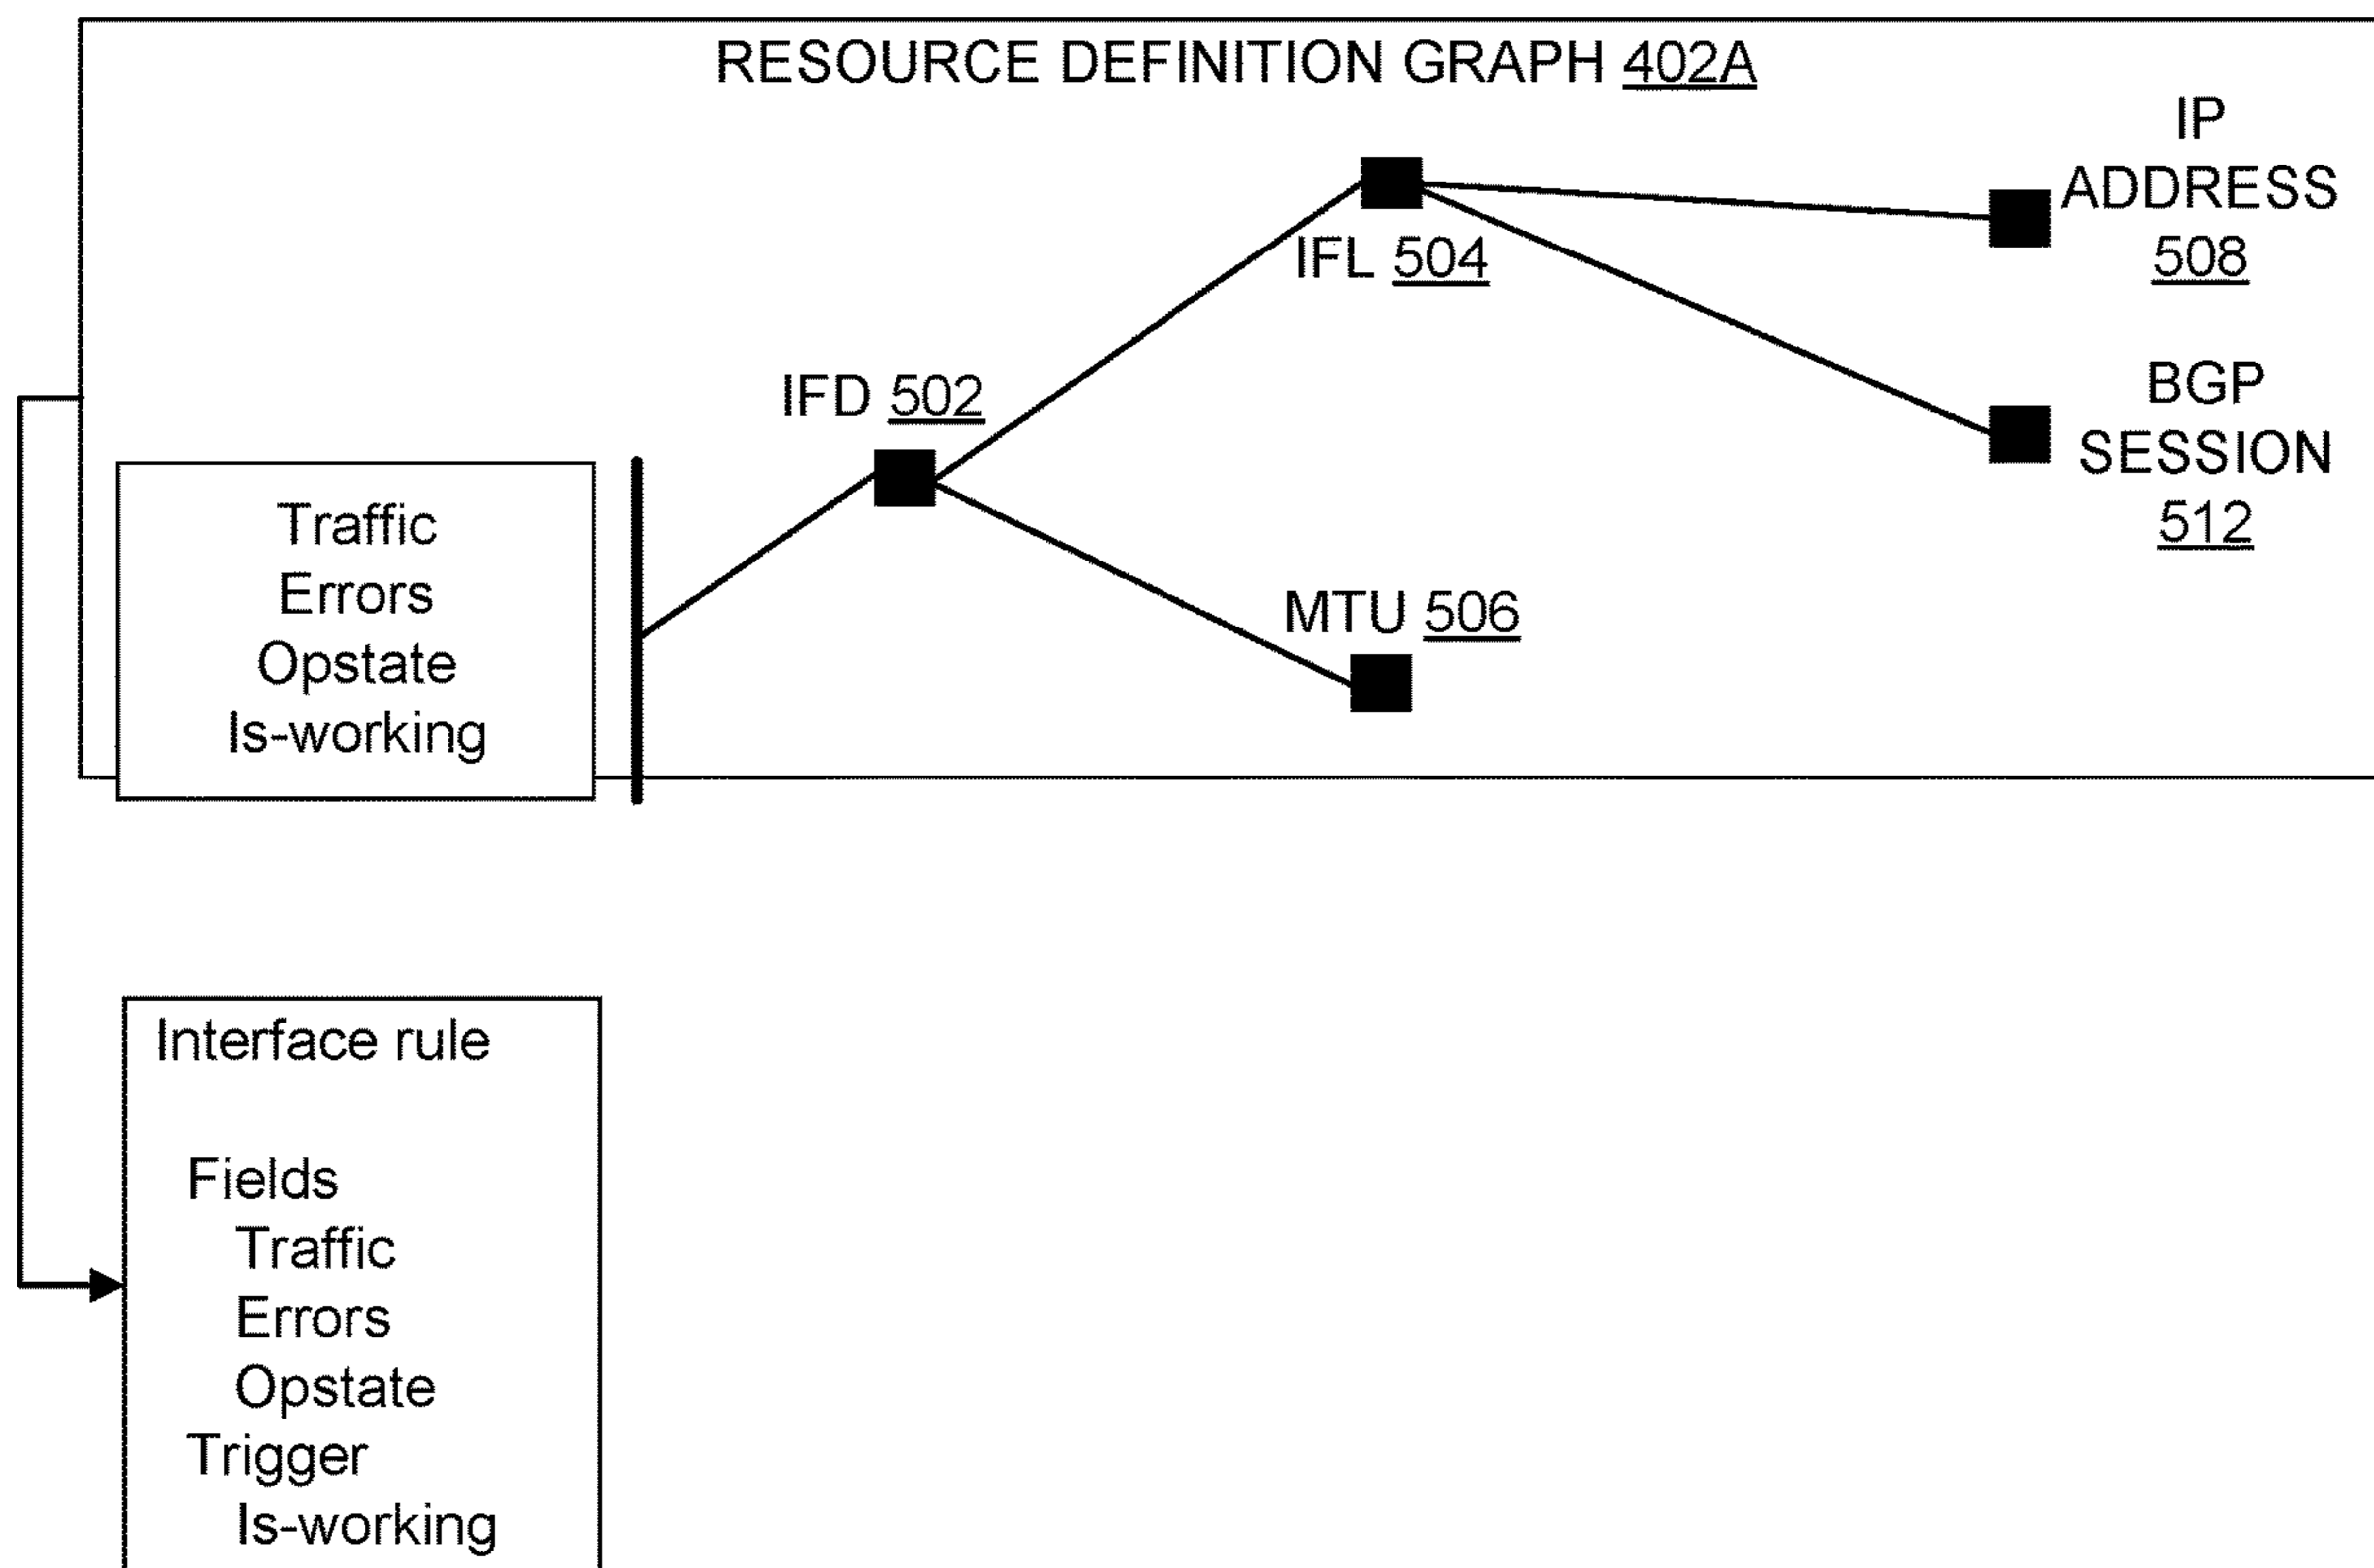 RESOURCE DEFINITION GRAPH 402A
IP
ADDRESS
508
IFL 504
IFD 502
BGP
SESSION
512
Traffic
Errors
Opstate
Is-working
MTU 506
Interface rule
Fields
Traffic
Errors
Opstate
Trigger
Is-working